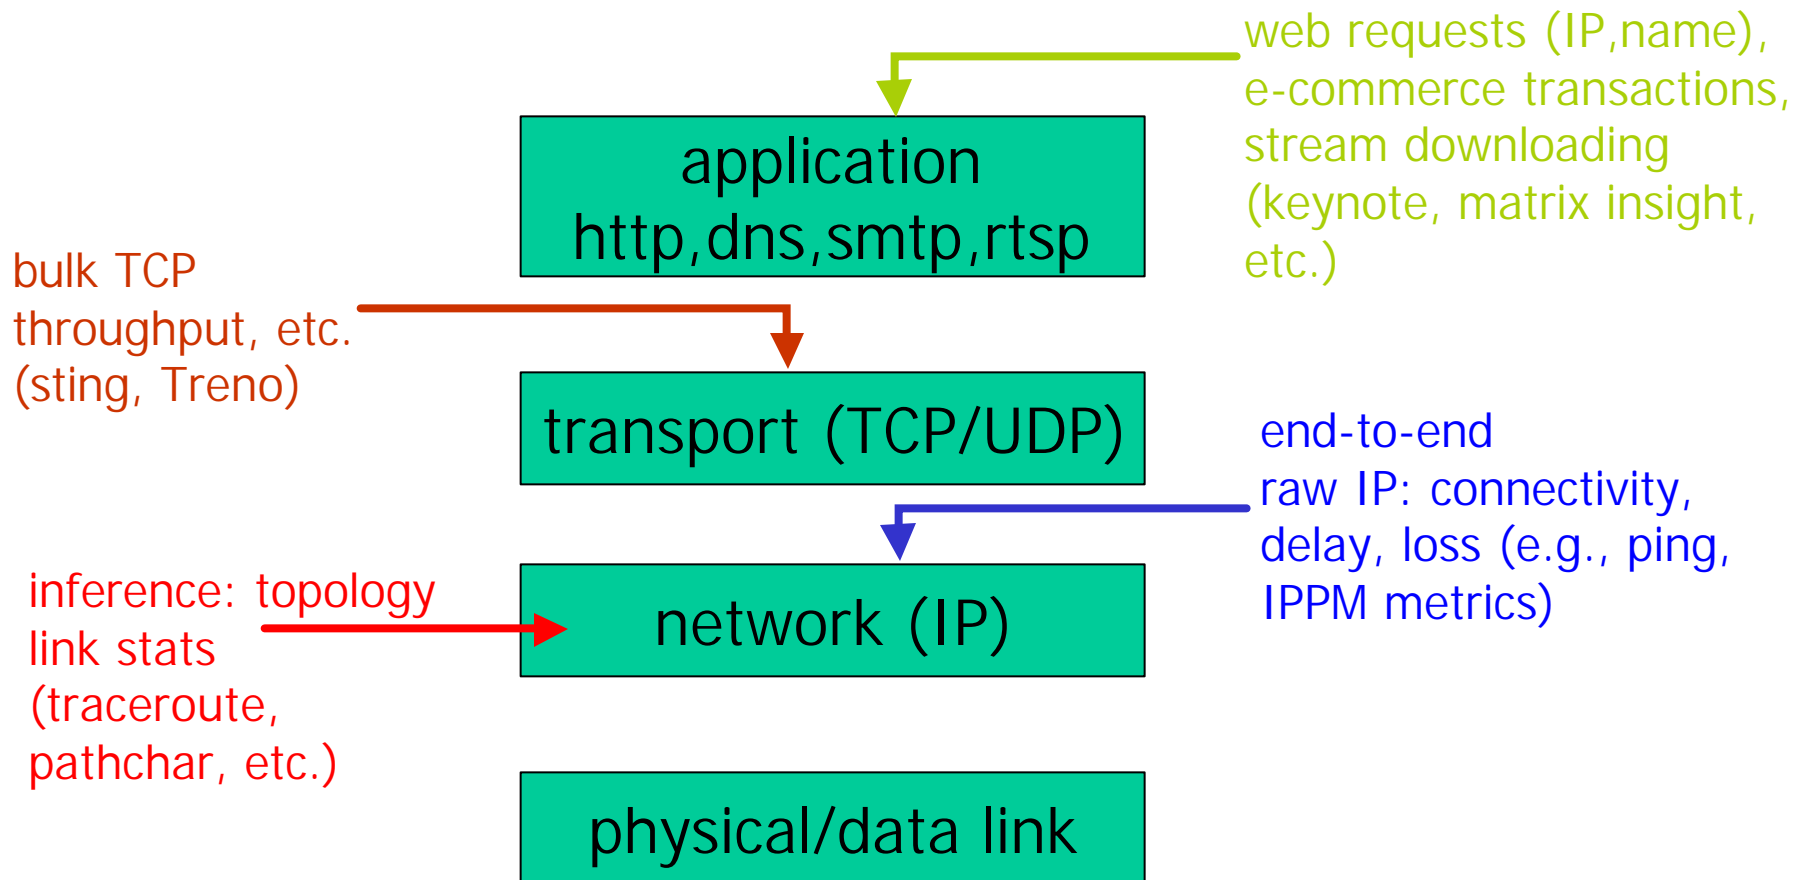 web requests (IP,name),
e-commerce transactions,
stream downloading
(keynote, matrix insight,
etc.)
application
http,dns,smtp,rtsp
bulk TCP
throughput, etc.
(sting, Treno)
transport (TCP/UDP)
end-to-end
raw IP: connectivity,
delay, loss (e.g., ping,
IPPM metrics)
inference: topology
link stats
(traceroute,
pathchar, etc.)
network (IP)
physical/data link